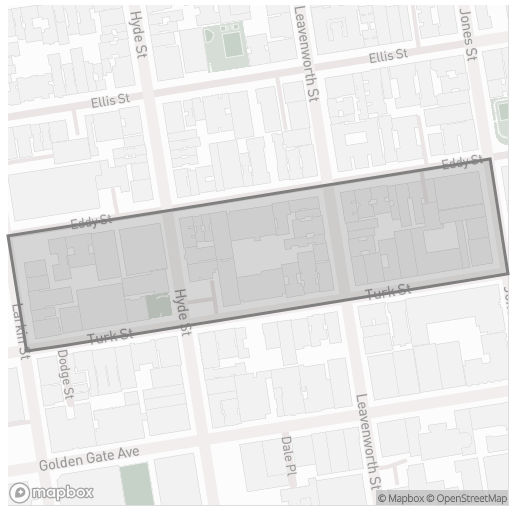 Hyde St
Leavenworth St
Jones St
Ellis St
Ellis St
Eddy St
Eddy St
Larkin St
Turk St
Hyde St
Turk St
Dodge St
Leavenworth St
Golden Gate Ave
Dale Pl
mapbox
© Mapbox © OpenStreetMap